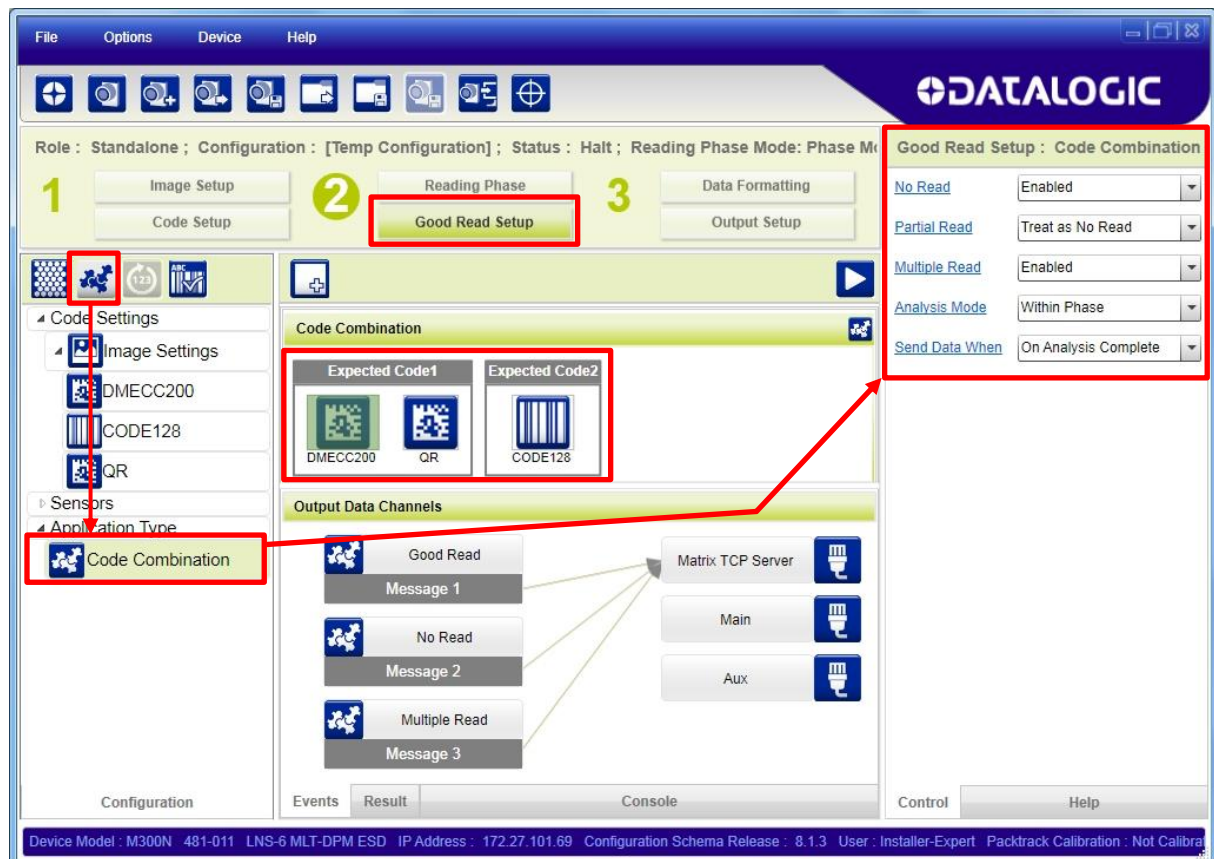 File Options Device Help
DATALOGIC
Role : Standalone ; Configuration : [Temp Configuration] ; Status : Halt ; Reading Phase Mode: Phase Mo
1 Image Setup
Code Setup
2 Reading Phase
Good Read Setup
3 Data Formatting
Output Setup
123
ABC
Code Settings
Image Settings
DMECC200
CODE128
QR
Sensors
Application Type
Code Combination
Configuration
Code Combination
Expected Code1 Expected Code2
DMECC200 QR CODE128
Output Data Channels
Good Read
Message 1
No Read
Message 2
Multiple Read
Message 3
Matrix TCP Server
Main
Aux
Events Result Console
Good Read Setup : Code Combination
No Read Enabled
Partial Read Treat as No Read
Multiple Read Enabled
Analysis Mode Within Phase
Send Data When On Analysis Complete
Control Help
Device Model : M300N 481-011 LNS-6 MLT-DPM ESD IP Address : 172.27.101.69 Configuration Schema Release : 8.1.3 User : Installer-Expert Packtrack Calibration : Not Calibra